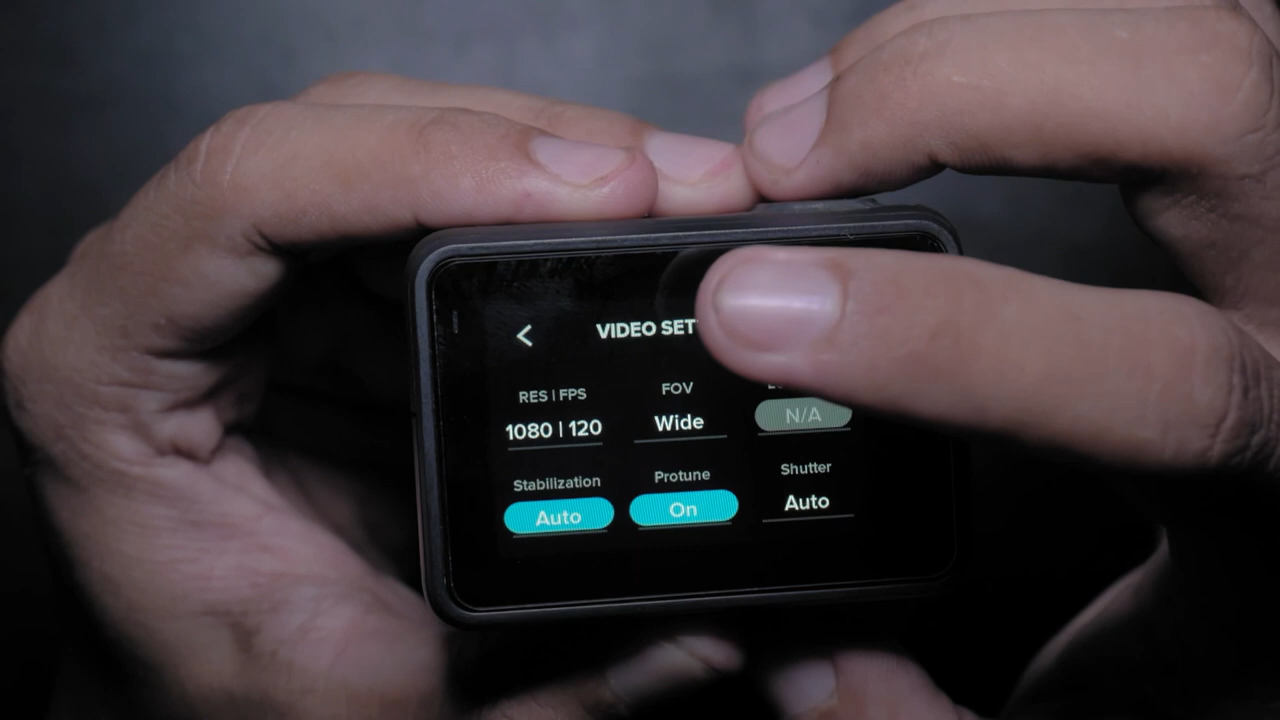 VIDEO SET
RES | FPS
FOV
1080 | 120
Wide
N/A
Stabilization
Protune
Shutter
Auto
On
Auto